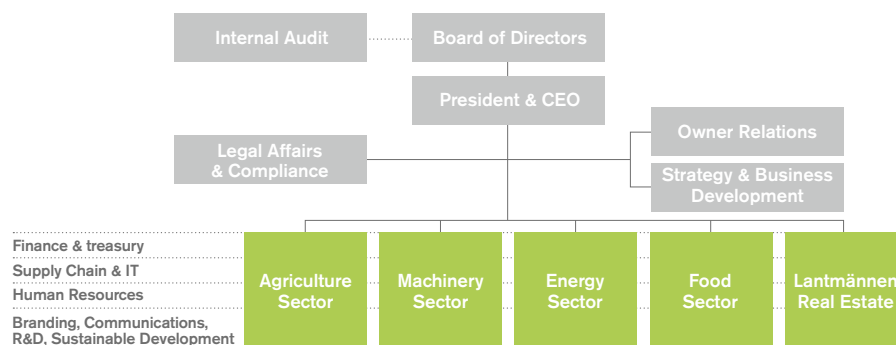 Internal Audit
Board of Directors
President & CEO
Legal Affairs
& Compliance
Owner Relations
Strategy & Business
Development
Finance & treasury
Supply Chain & IT
Human Resources
Branding, Communications,
R&D, Sustainable Development
Agriculture
Sector
Machinery
Sector
Energy
Sector
Food
Sector
Lantmännen
Real Estate